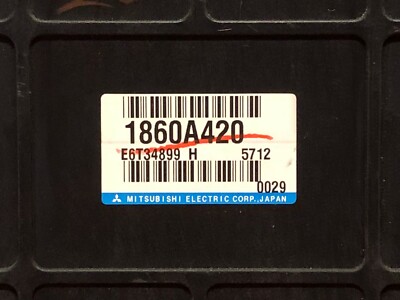 1860A420
E6T34899 H 5712
0029
MITSUBISHI ELECTRIC CORP.,JAPAN